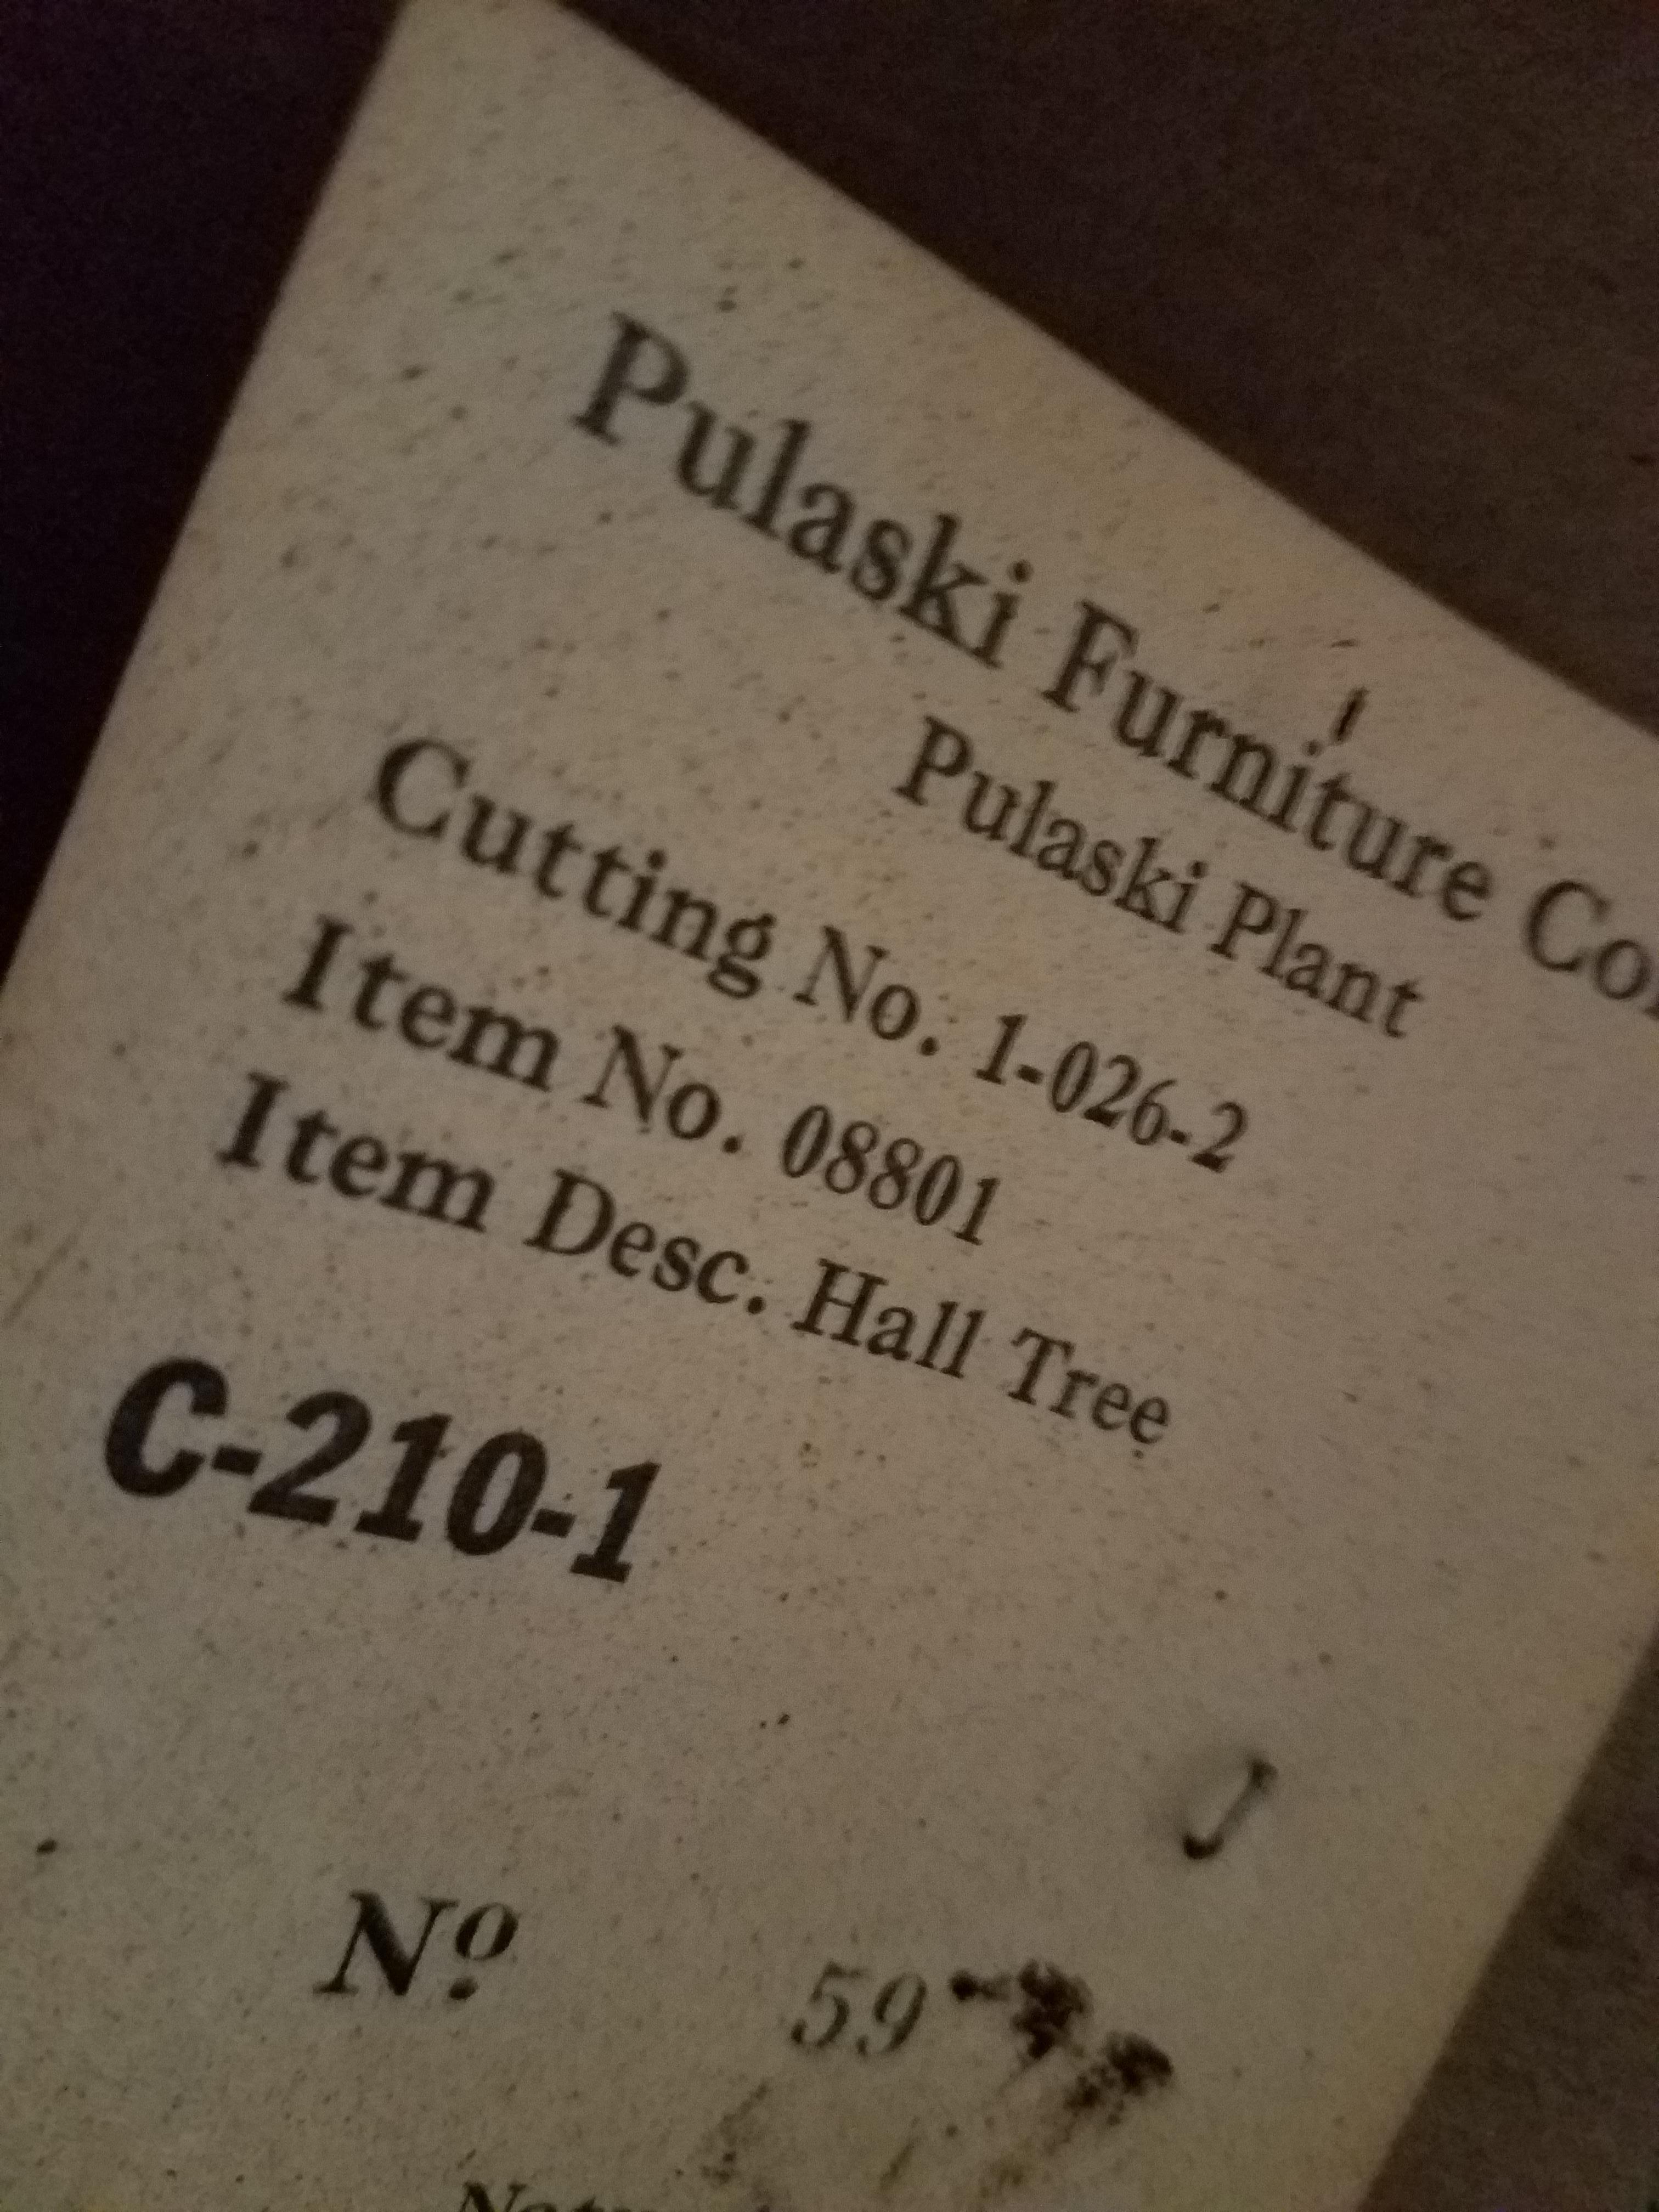 Pulaski Furniture
Pulaski Plant
Cutting No. 1-026-2
Item No. 08801
Item Desc. Hall Tree
C-210-1
Nº 59